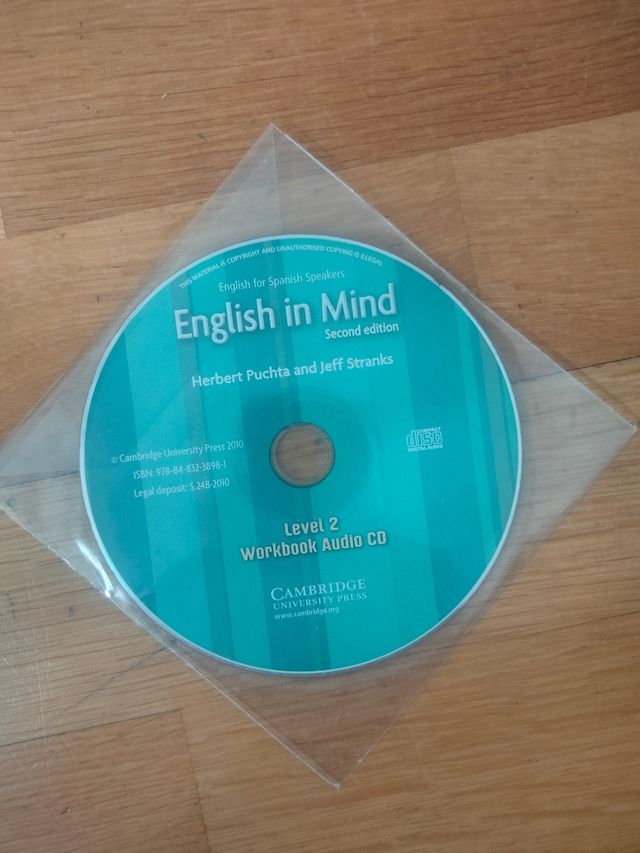 THIS MATERIAL IS COPYRIGHT AND UNAUTHORISED COPYING IS ILLEGAL
English for Spanish Speakers
English in Mind
Second edition
Herbert Puchta and Jeff Stranks
© Cambridge University Press 2010
ISBN: 978-84-832-3898-1
Legal deposit: S.248-2010
COMPACT
disc
DIGITAL AUDIO
Level 2
Workbook Audio CD
CAMBRIDGE
UNIVERSITY PRESS
www.cambridge.org